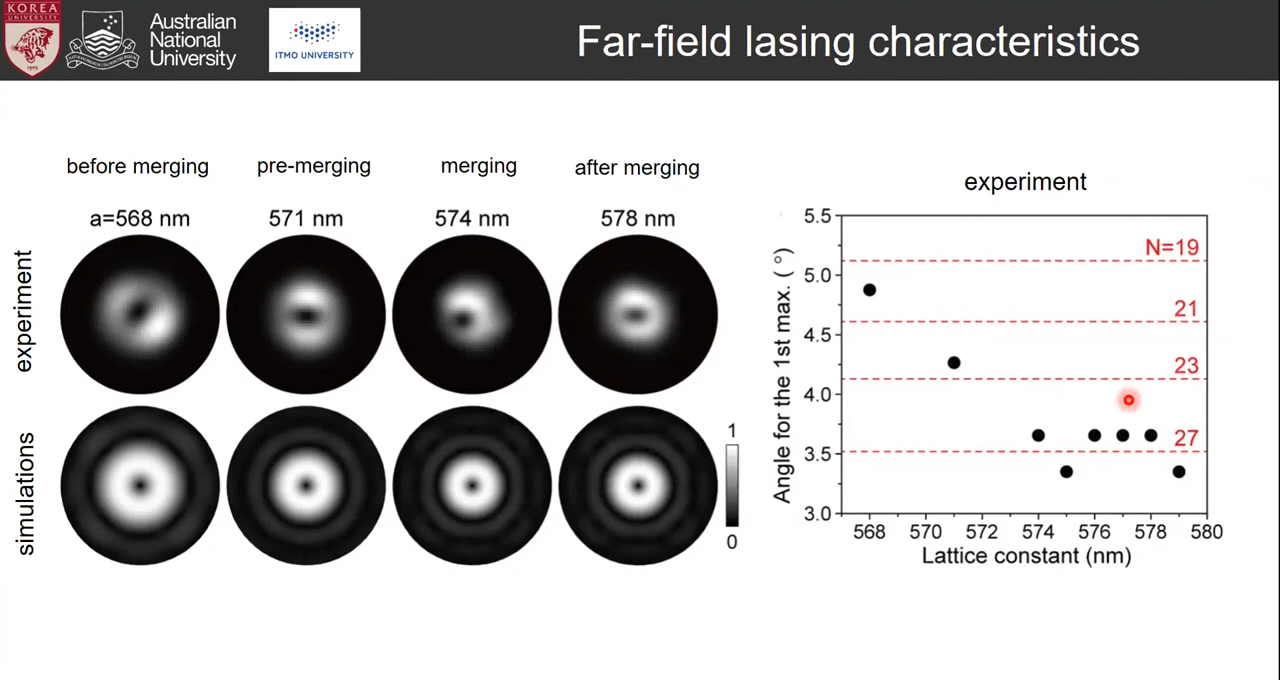 KOREA
UNIVERSITY
1905
Australian
National
University
ITMO UNIVERSITY
Far-field lasing characteristics
before merging
pre-merging
merging
after merging
a=568 nm
571 nm
574 nm
578 nm
experiment
simulations
1
0
experiment
5.5
5.0
4.5
4.0
3.5
3.0
Angle for the 1st max. ( °)
N=19
21
23
27
568 570 572 574 576 578 580
Lattice constant (nm)